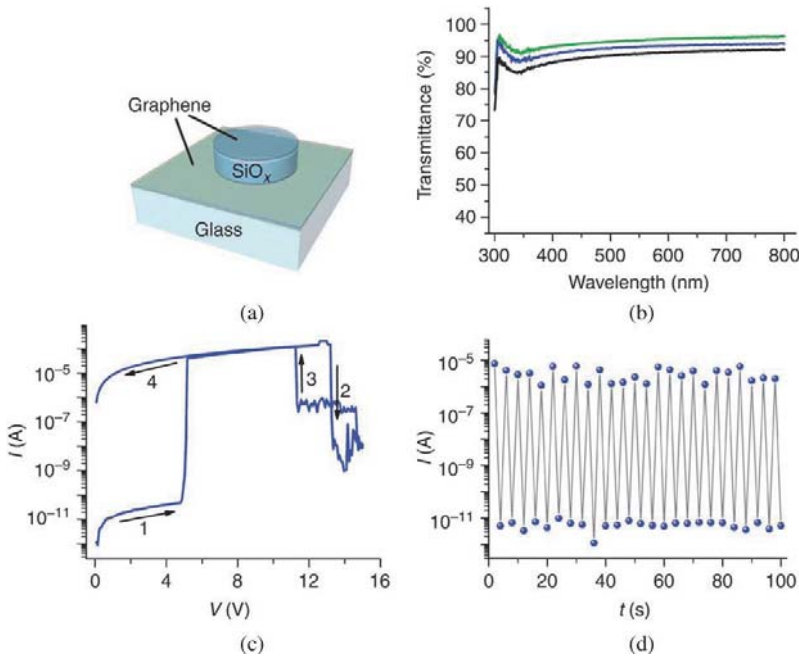 Graphene
SiOx
Glass
(a)
Transmittance (%)
100
90
80
70
60
50
40
300 400 500 600 700 800
Wavelength (nm)
(b)
I (A)
10⁻⁵
10⁻⁷
10⁻⁹
10⁻¹¹
4
3
2
1
0 4 8 12 16
V (V)
(c)
I (A)
10⁻⁵
10⁻⁷
10⁻⁹
10⁻¹¹
0 20 40 60 80 100
t (s)
(d)